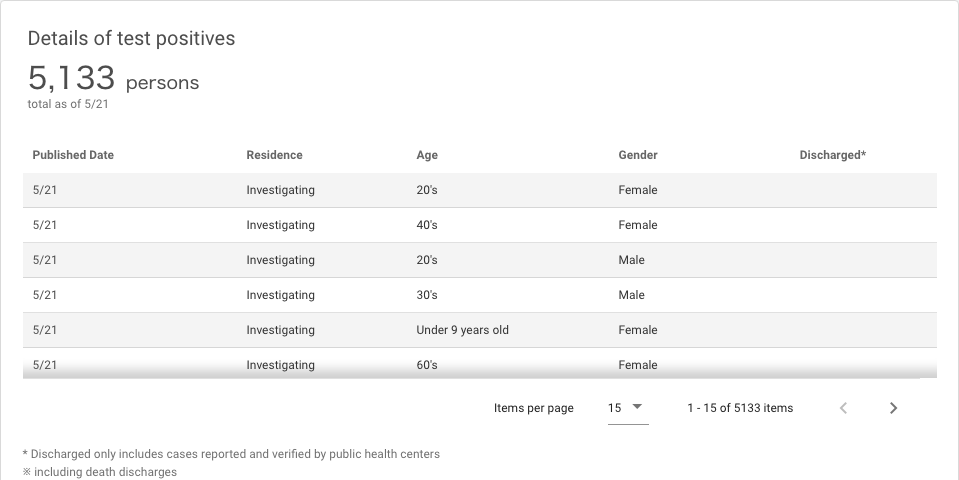 Details of test positives
5,133 persons
total as of 5/21
Published Date Residence Age Gender Discharged*
5/21 Investigating 20's Female
5/21 Investigating 40's Female
5/21 Investigating 20's Male
5/21 Investigating 30's Male
5/21 Investigating Under 9 years old Female
5/21 Investigating 60's Female
Items per page 15 1 - 15 of 5133 items
* Discharged only includes cases reported and verified by public health centers
※ including death discharges